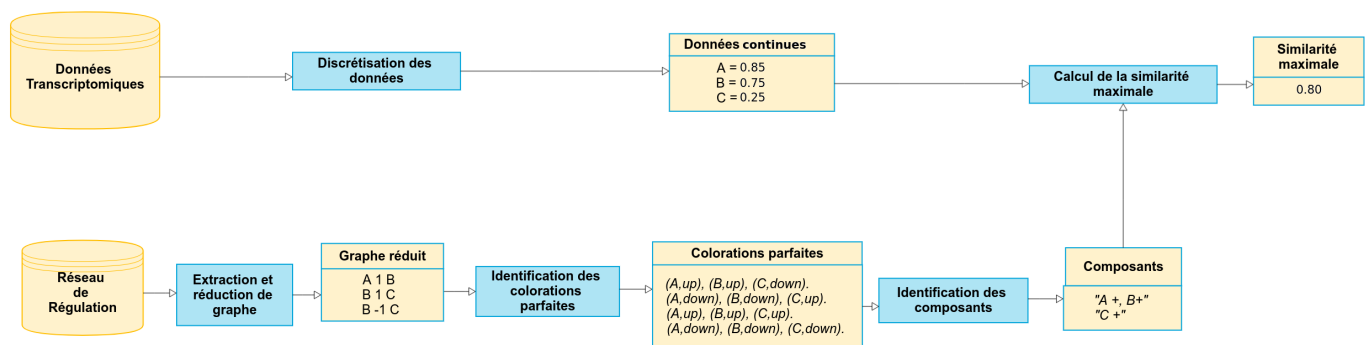 Données
Transcriptomiques
Discrétisation des
données
Données continues
A = 0.85
B = 0.75
C = 0.25
Calcul de la similarité
maximale
Similarité
maximale
0.80
Réseau
de
Régulation
Extraction et
réduction de
graphe
Graphe réduit
A 1 B
B 1 C
B -1 C
Identification des
colorations
parfaites
Colorations parfaites
(A,up), (B,up), (C,down).
(A,down), (B,down), (C,up).
(A,up), (B,up), (C,up).
(A,down), (B,down), (C,down).
Identification des
composants
Composants
"A +, B+"
"C +"